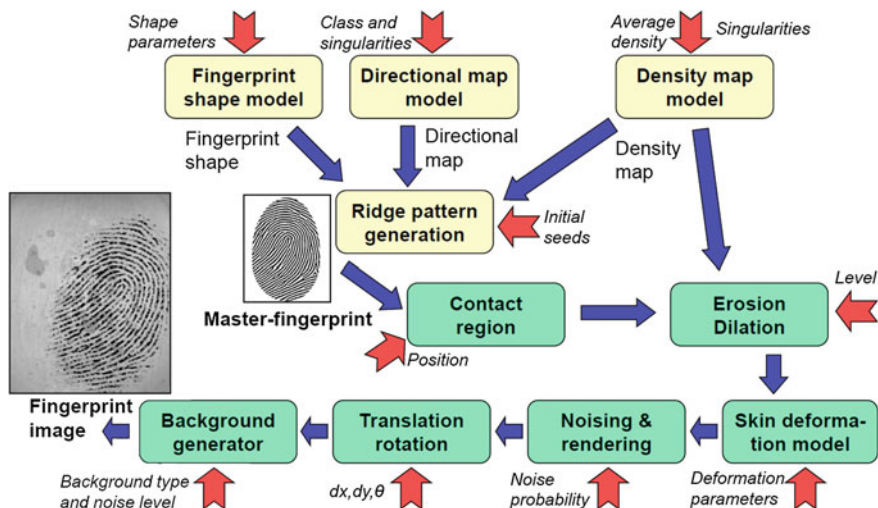 Shape
parameters
Class and
singularities
Average
density
Singularities
Fingerprint
shape model
Directional map
model
Density map
model
Fingerprint
shape
Directional
map
Density
map
Ridge pattern
generation
Initial
seeds
Master-fingerprint
Contact
region
Erosion
Dilation
Level
Position
Fingerprint
image
Background
generator
Translation
rotation
Noising &
rendering
Skin deforma-
tion model
Background type
and noise level
dx,dy,θ
Noise
probability
Deformation
parameters